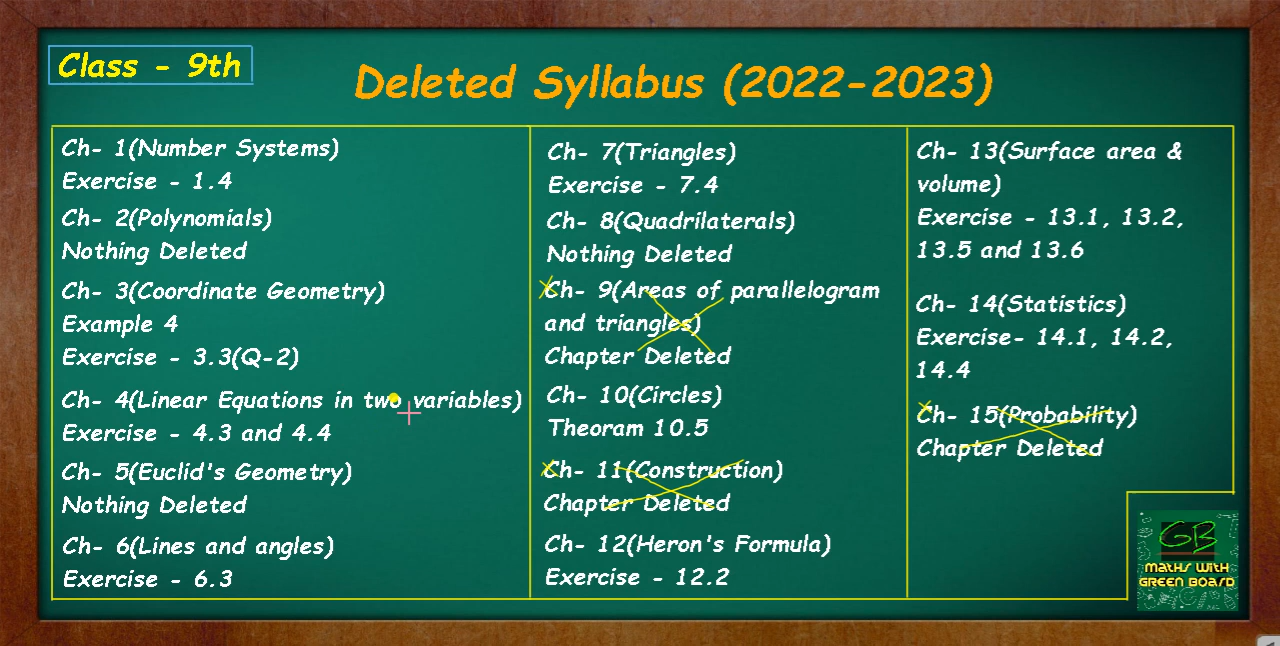 Class - 9th
Deleted Syllabus (2022-2023)
Ch- 1(Number Systems)
Exercise - 1.4
Ch- 2(Polynomials)
Nothing Deleted
Ch- 3(Coordinate Geometry)
Example 4
Exercise - 3.3(Q-2)
Ch- 4(Linear Equations in two variables)
Exercise - 4.3 and 4.4
Ch- 5(Euclid's Geometry)
Nothing Deleted
Ch- 6(Lines and angles)
Exercise - 6.3
Ch- 7(Triangles)
Exercise - 7.4
Ch- 8(Quadrilaterals)
Nothing Deleted
Ch- 9(Areas of parallelogram
and triangles)
Chapter Deleted
Ch- 10(Circles)
Theoram 10.5
Ch- 11(Construction)
Chapter Deleted
Ch- 12(Heron's Formula)
Exercise - 12.2
Ch- 13(Surface area &
volume)
Exercise - 13.1, 13.2,
13.5 and 13.6
Ch- 14(Statistics)
Exercise- 14.1, 14.2,
14.4
Ch- 15(Probability)
Chapter Deleted
GB
MATHS WITH
GREEN BOARD